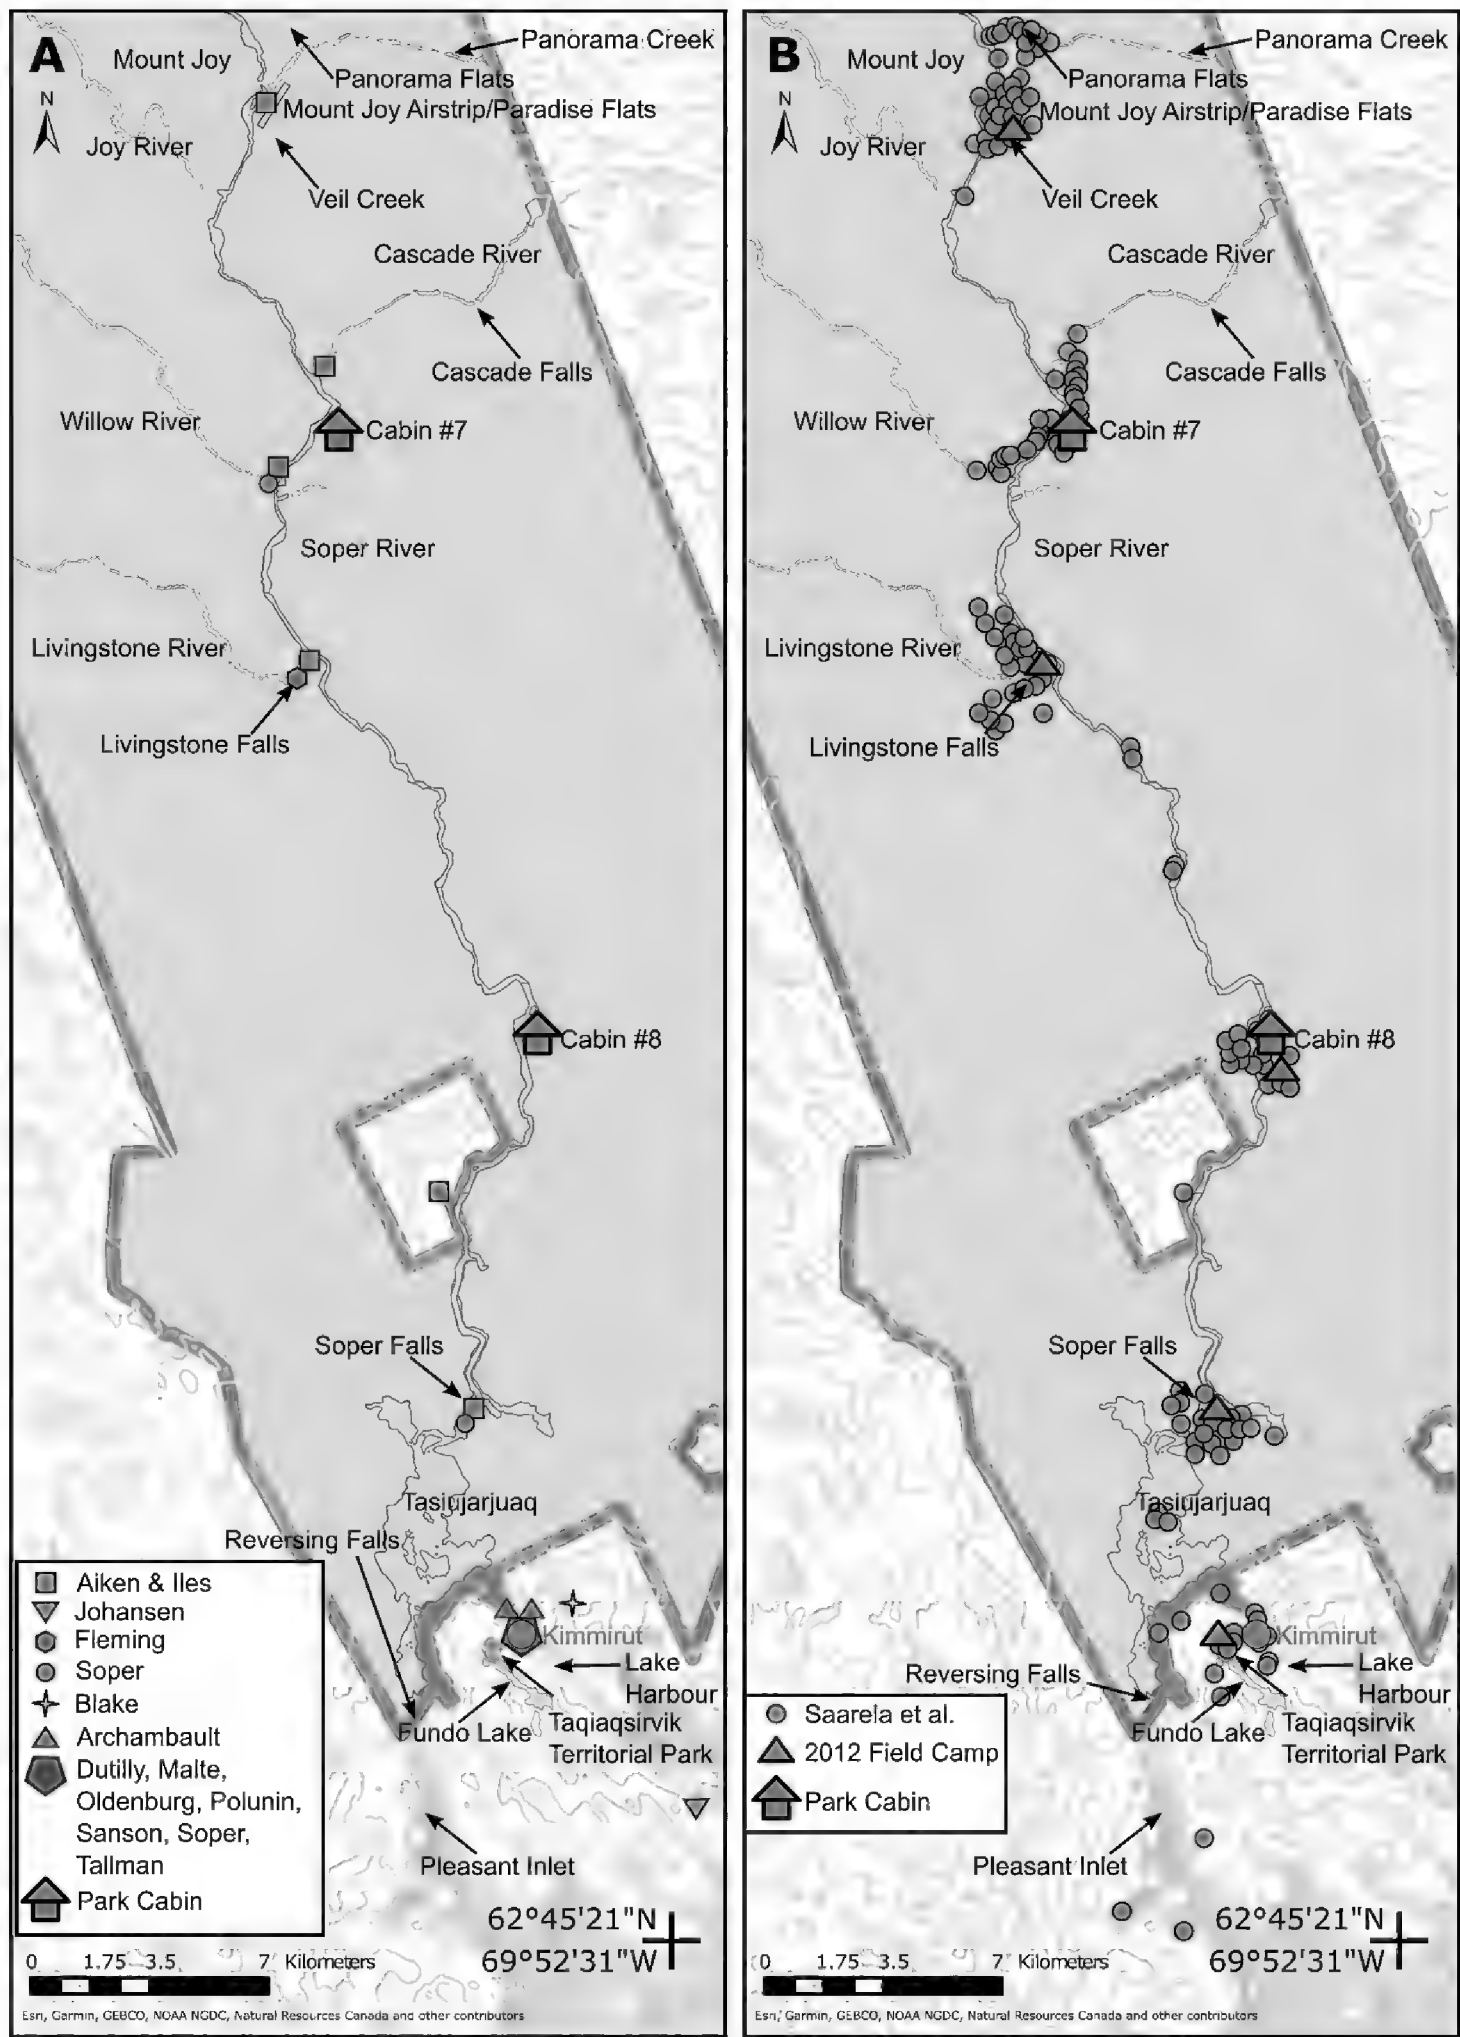 A
Mount Joy
Panorama Creek
Panorama Flats
N
Mount Joy Airstrip/Paradise Flats
Joy River
Veil Creek
Cascade River
Cascade Falls
Willow River
Cabin #7
Soper River
Livingstone River
Livingstone Falls
Cabin #8
Soper Falls
Tasiujarjuaq
Reversing Falls
Kimmirut
Lake
Harbour
Fundo Lake
Taqiaqsirvik
Territorial Park
Pleasant Inlet
Aiken & Iles
Johansen
Fleming
Soper
Blake
Archambault
Dutilly, Malte,
Oldenburg, Polunin,
Sanson, Soper,
Tallman
Park Cabin
62°45'21"N
69°52'31"W
0 1.75 3.5 7 Kilometers
Esri, Garmin, GEBCO, NOAA NGDC, Natural Resources Canada and other contributors
B
Mount Joy
Panorama Creek
Panorama Flats
N
Mount Joy Airstrip/Paradise Flats
Joy River
Veil Creek
Cascade River
Cascade Falls
Willow River
Cabin #7
Soper River
Livingstone River
Livingstone Falls
Cabin #8
Soper Falls
Tasiujarjuaq
Kimmirut
Reversing Falls
Lake
Harbour
Fundo Lake
Taqiaqsirvik
Territorial Park
Pleasant Inlet
Saarela et al.
2012 Field Camp
Park Cabin
62°45'21"N
69°52'31"W
0 1.75 3.5 7 Kilometers
Esri, Garmin, GEBCO, NOAA NGDC, Natural Resources Canada and other contributors